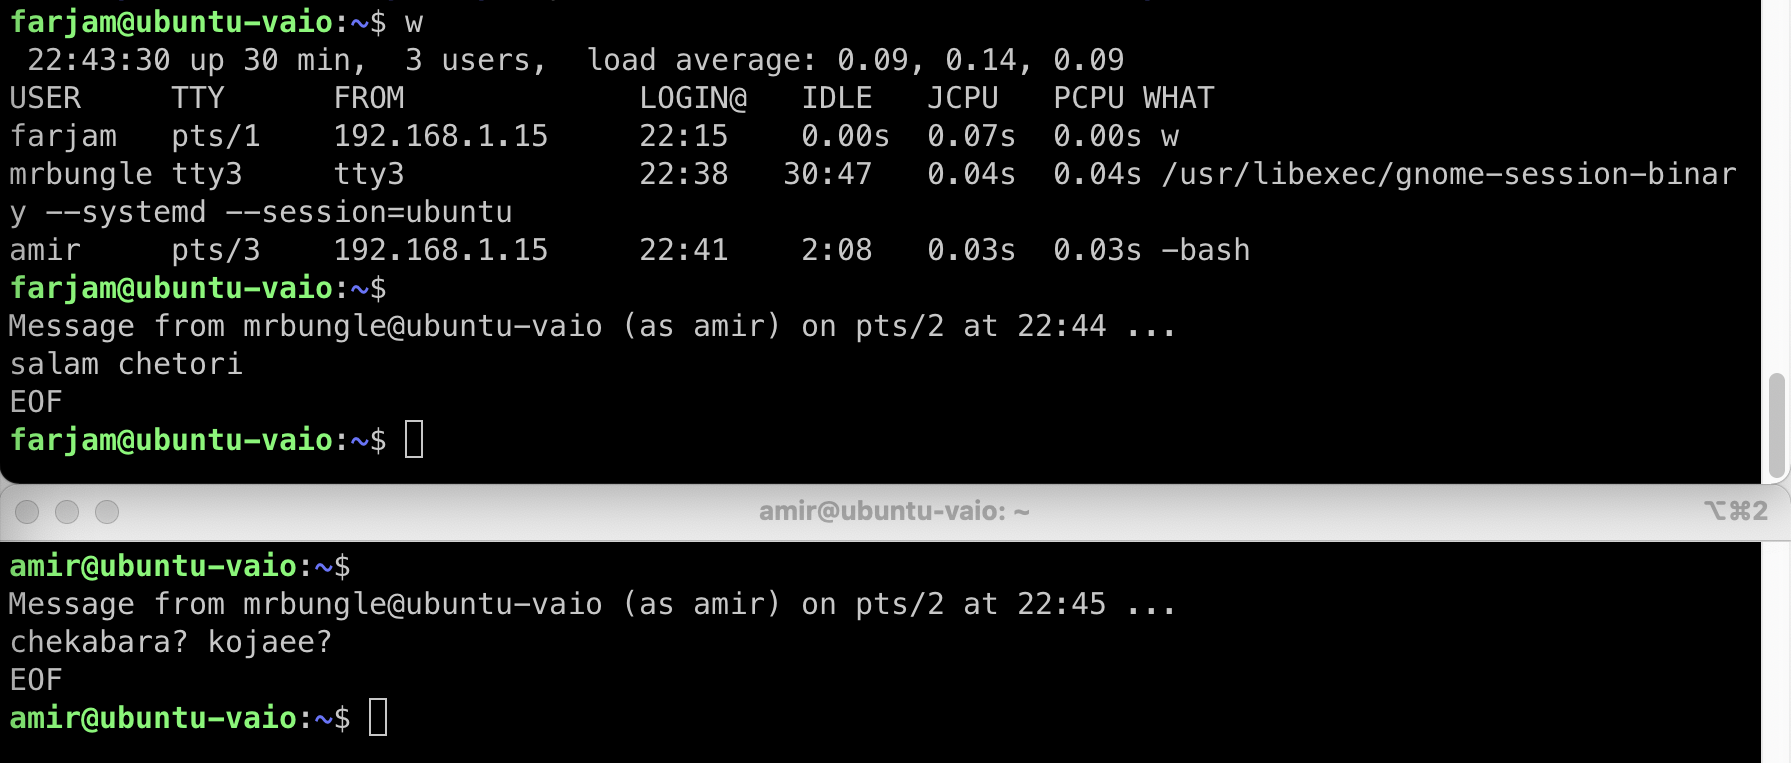 farjam@ubuntu-vaio:~$ w
 22:43:30 up 30 min,  3 users,  load average: 0.09, 0.14, 0.09
USER     TTY      FROM             LOGIN@   IDLE   JCPU   PCPU WHAT
farjam   pts/1    192.168.1.15     22:15    0.00s  0.07s  0.00s w
mrbungle tty3     tty3             22:38   30:47   0.04s  0.04s /usr/libexec/gnome-session-binar
y --systemd --session=ubuntu
amir     pts/3    192.168.1.15     22:41    2:08   0.03s  0.03s -bash
farjam@ubuntu-vaio:~$
Message from mrbungle@ubuntu-vaio (as amir) on pts/2 at 22:44 ...
salam chetori
EOF
farjam@ubuntu-vaio:~$
amir@ubuntu-vaio: ~ ⌥⌘2
amir@ubuntu-vaio:~$
Message from mrbungle@ubuntu-vaio (as amir) on pts/2 at 22:45 ...
chekabara? kojaee?
EOF
amir@ubuntu-vaio:~$